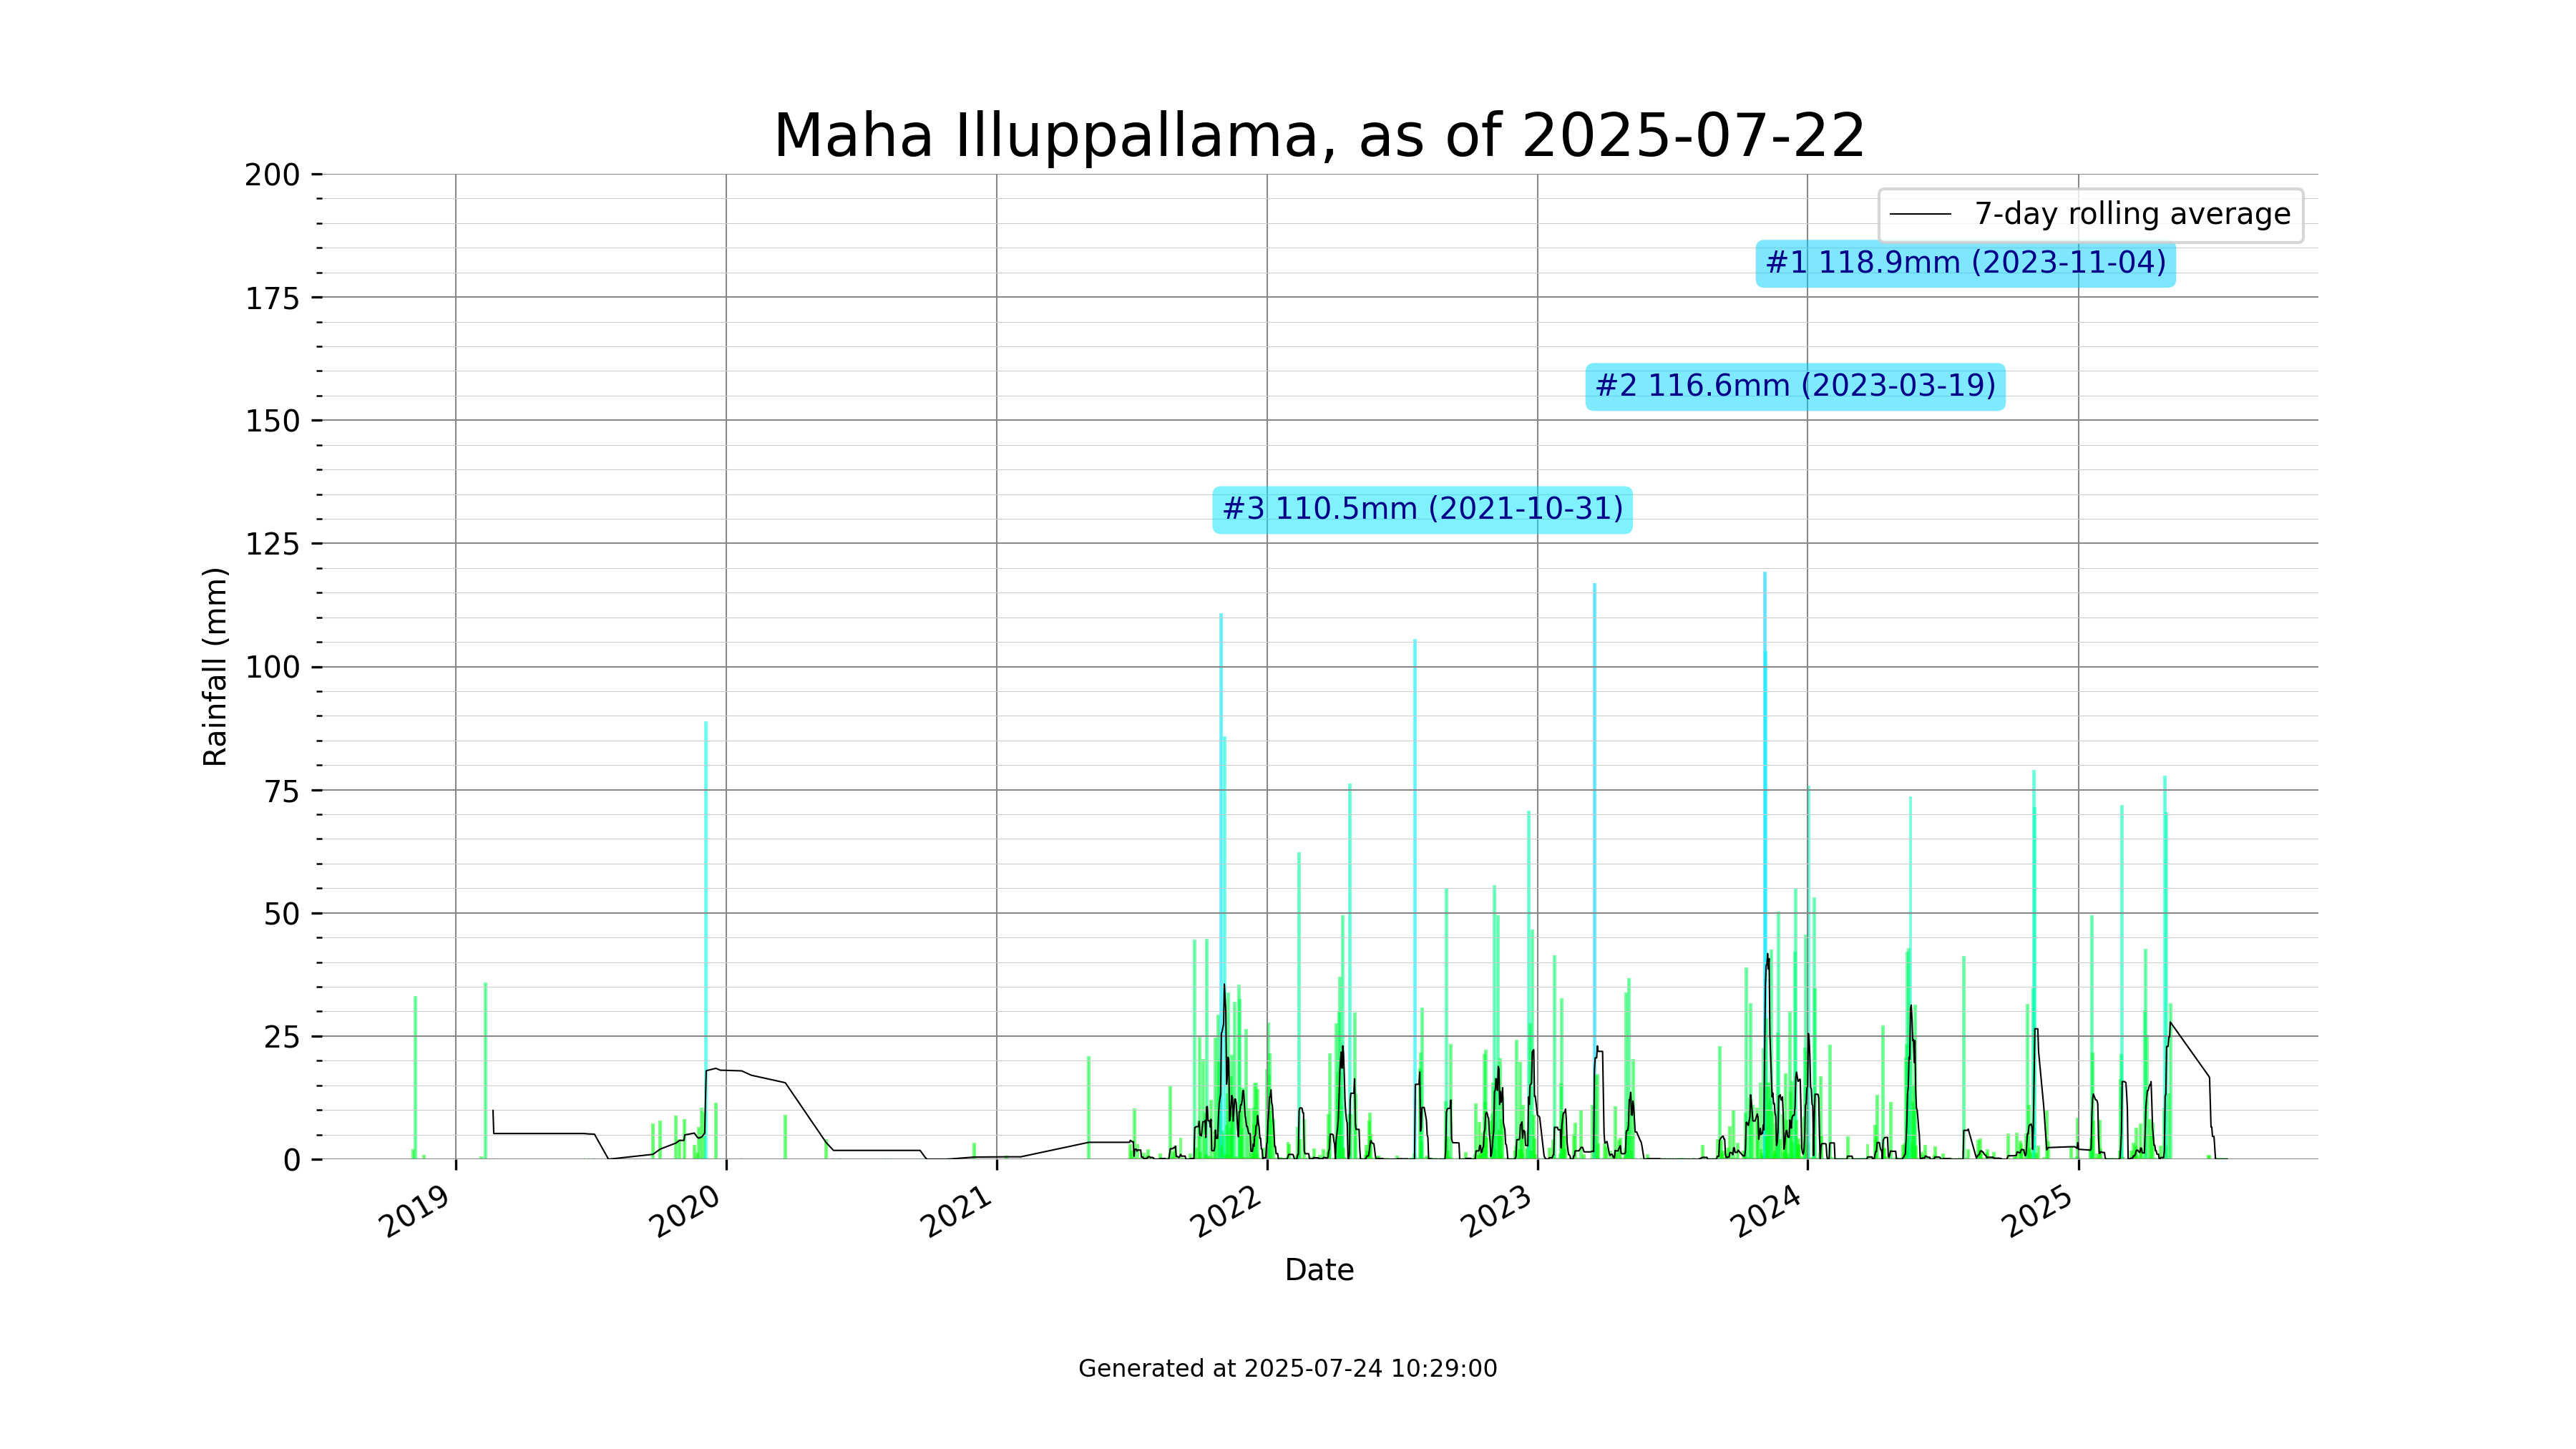 Maha Illuppallama, as of 2025-07-22
200
175
150
125
100
75
50
25
0
Rainfall (mm)
7-day rolling average
#1 118.9mm (2023-11-04)
#2 116.6mm (2023-03-19)
#3 110.5mm (2021-10-31)
2019
2020
2021
2022
2023
2024
2025
Date
Generated at 2025-07-24 10:29:00